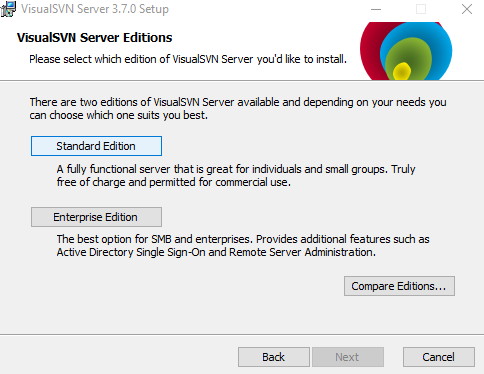 VisualSVN Server 3.7.0 Setup
VisualSVN Server Editions
Please select which edition of VisualSVN Server you'd like to install.
There are two editions of VisualSVN Server available and depending on your needs you
can choose which one suits you best.
Standard Edition
A fully functional server that is great for individuals and small groups. Truly
free of charge and permitted for commercial use.
Enterprise Edition
The best option for SMB and enterprises. Provides additional features such as
Active Directory Single Sign-On and Remote Server Administration.
Compare Editions...
Back
Next
Cancel